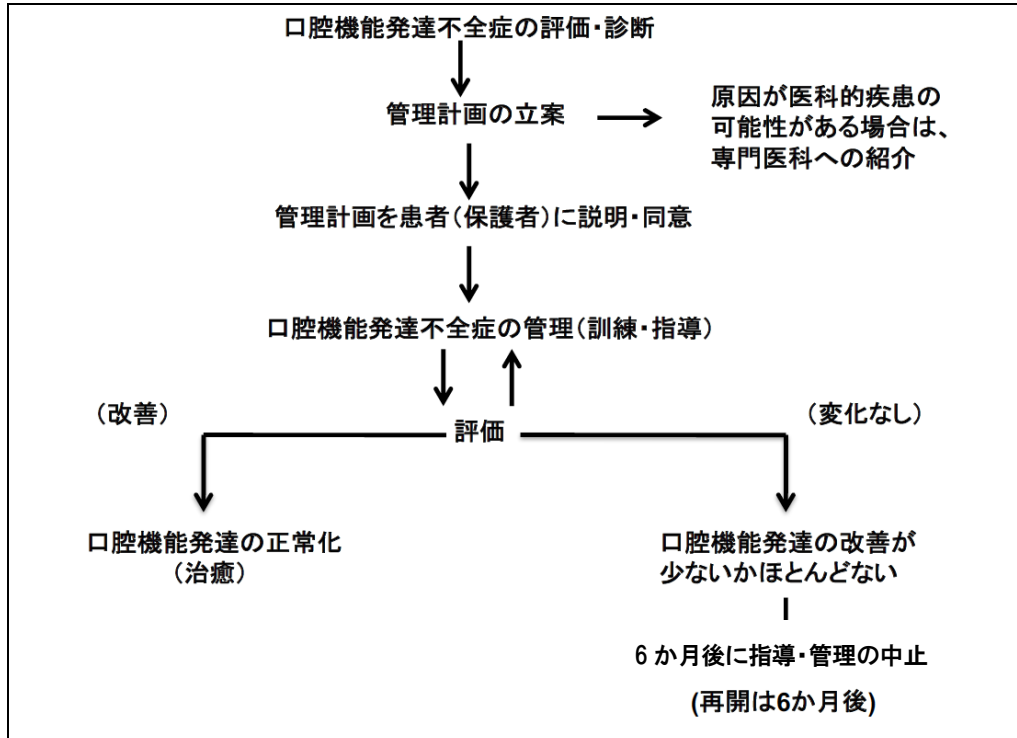 口腔機能発達不全症の評価・診断
管理計画の立案
原因が医科的疾患の
可能性がある場合は、
専門医科への紹介
管理計画を患者(保護者)に説明・同意
口腔機能発達不全症の管理(訓練・指導)
(改善)
評価
(変化なし)
口腔機能発達の正常化
(治癒)
口腔機能発達の改善が
少ないかほとんどない
6か月後に指導・管理の中止
(再開は6か月後)